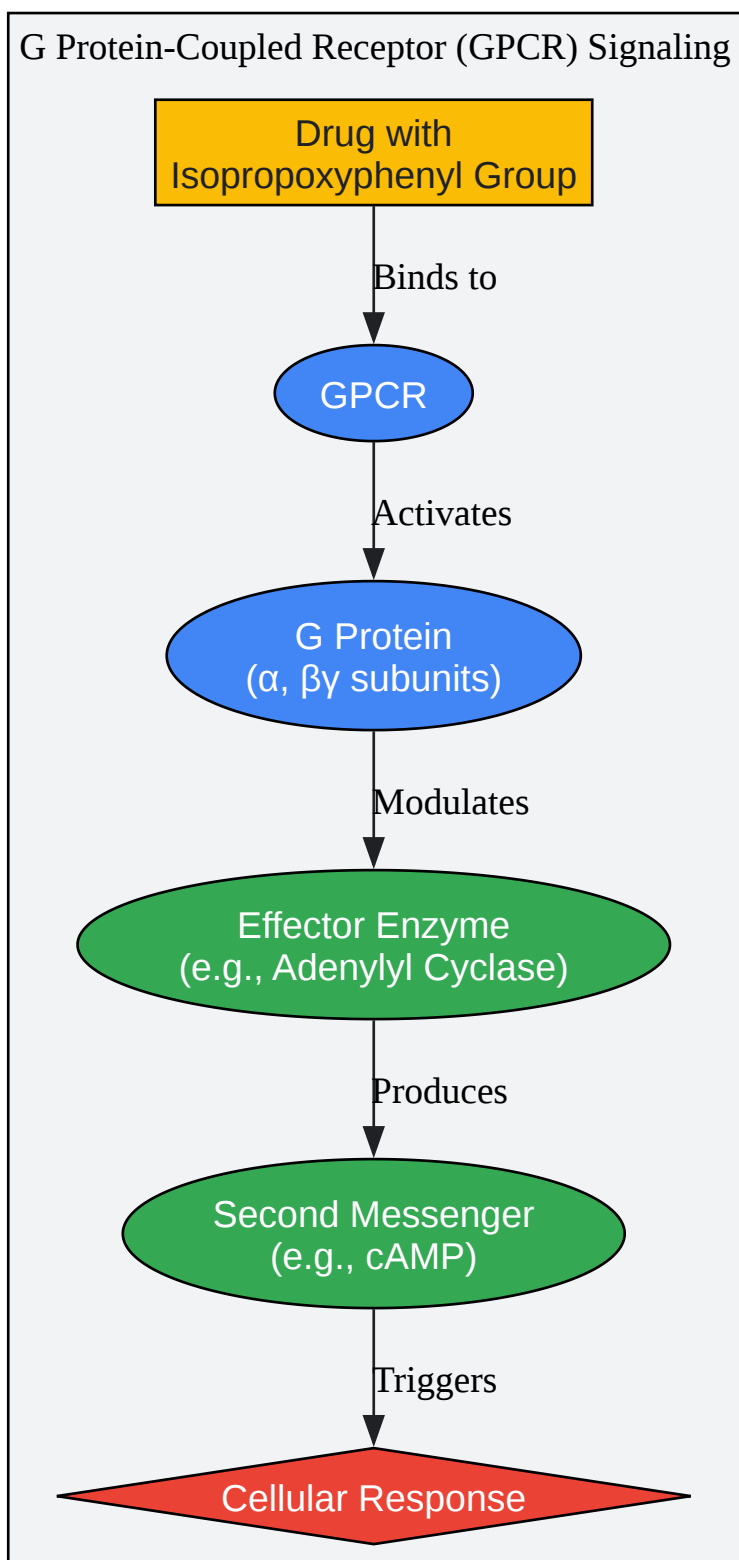 G Protein-Coupled Receptor (GPCR) Signaling
Drug with
Isopropoxyphenyl Group
Binds to
GPCR
Activates
G Protein
(α, βγ subunits)
Modulates
Effector Enzyme
(e.g., Adenylyl Cyclase)
Produces
Second Messenger
(e.g., cAMP)
Triggers
Cellular Response